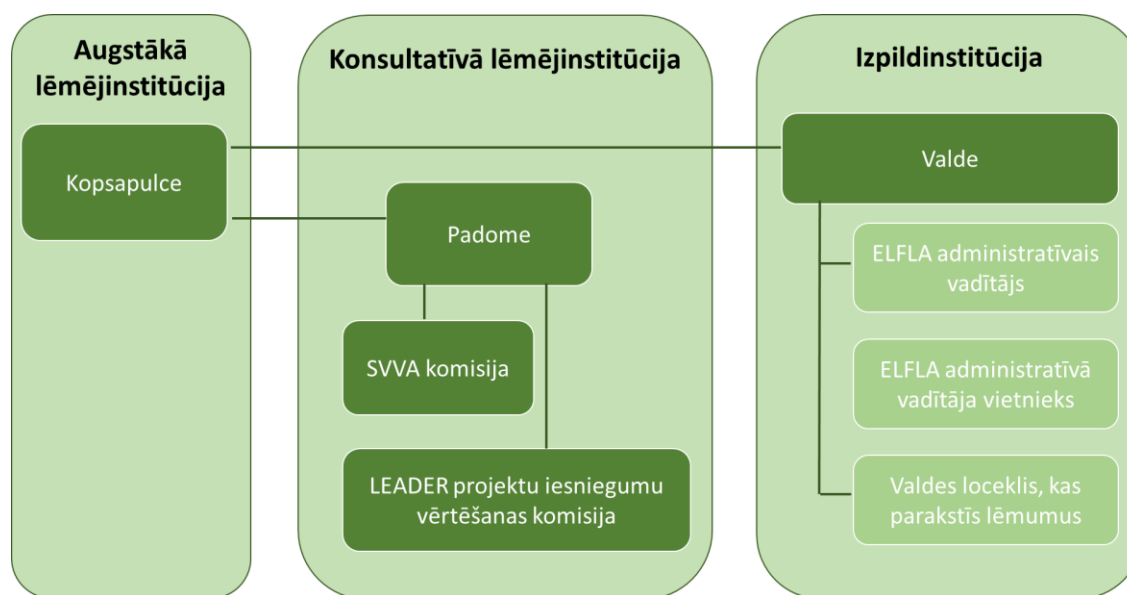 Augstākā
lēmējinstitūcija
Kopsapulce
Konsultatīvā lēmējinstitūcija
Padome
SVVA komisija
LEADER projektu iesniegumu
vērtēšanas komisija
Izpildinstitūcija
Valde
ELFLA administratīvais
vadītājs
ELFLA administratīvā
vadītāja vietnieks
Valdes loceklis, kas
parakstīs lēmumus